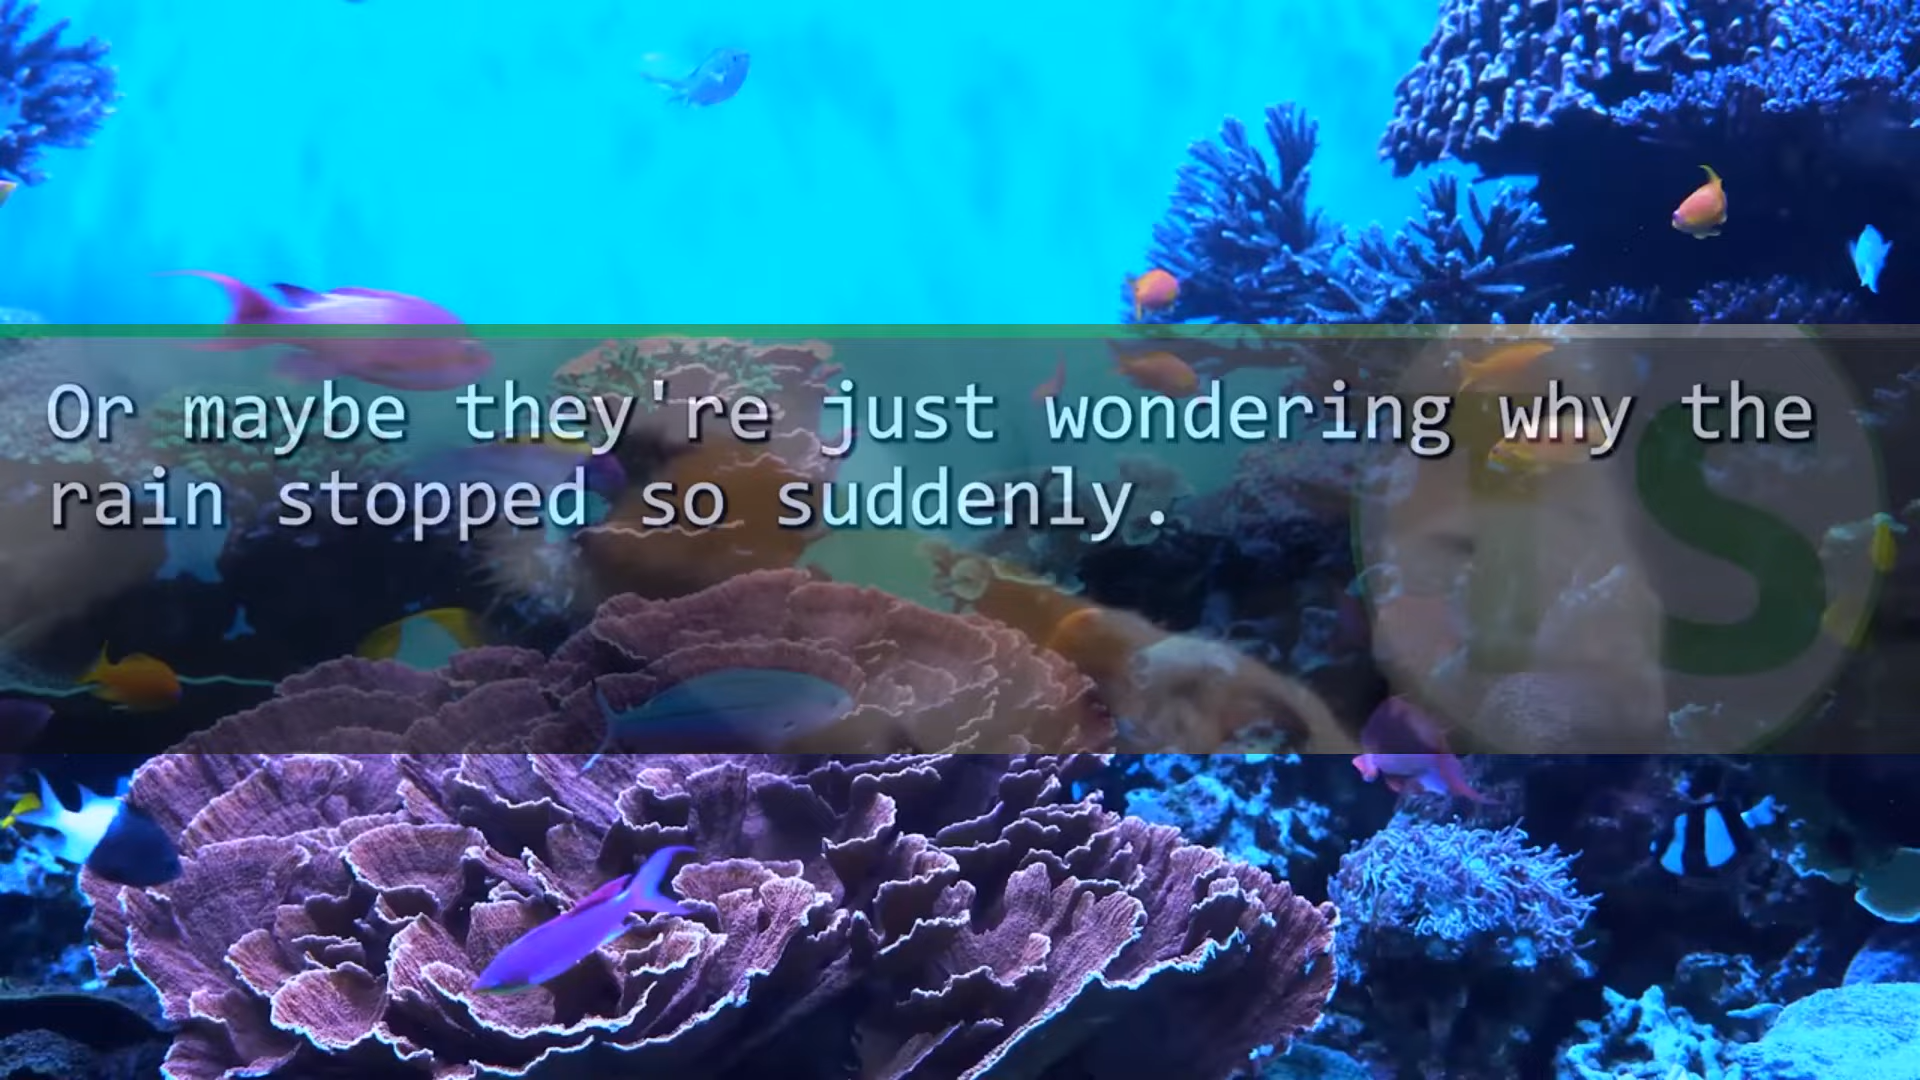 Or maybe they're just wondering why the
rain stopped so suddenly.